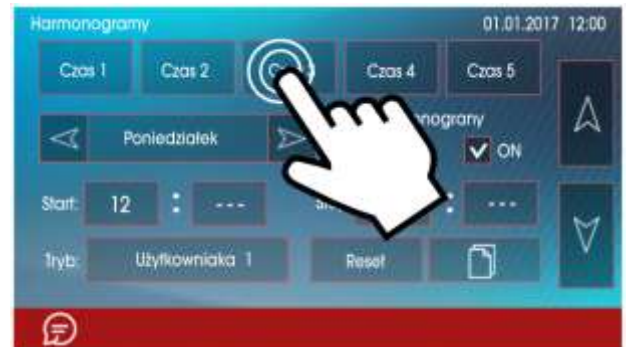 Harmonogramy 01.01.2017 12:00
Czas 1 Czas 2 Czas 4 Czas 5
Poniedziałek
ON
Start: 12 : --- : ---
Tryb: Użytkowniaka 1 Reset